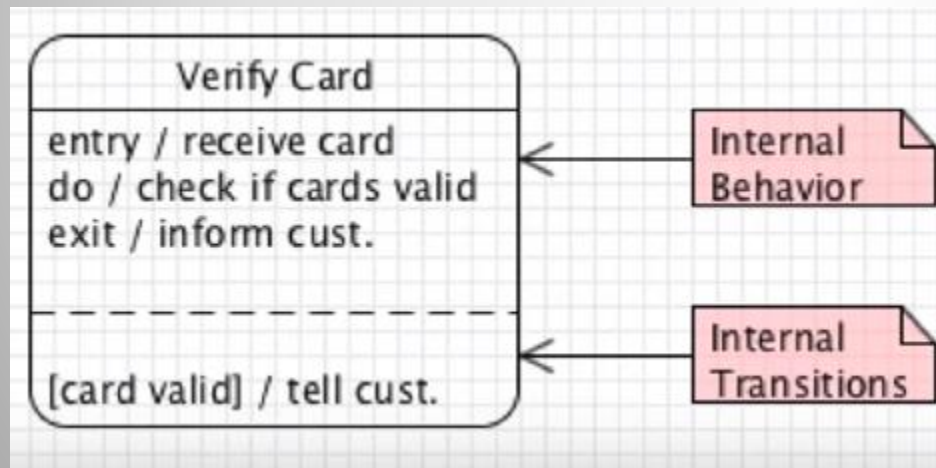 Verify Card
entry / receive card
do / check if cards valid
exit / inform cust.
[card valid] / tell cust.
Internal
Behavior
Internal
Transitions